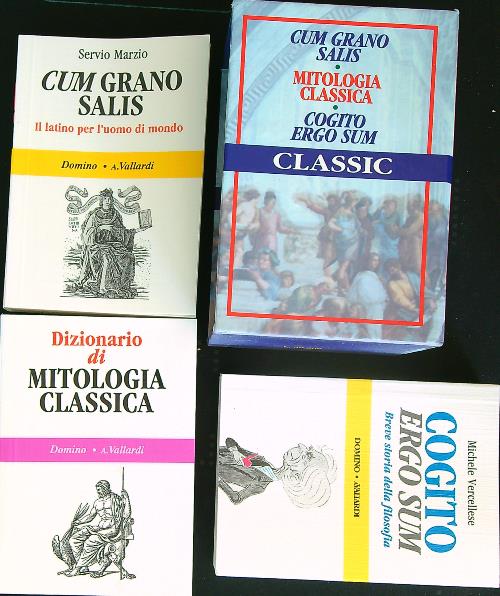 Servio Marzio
CUM GRANO
SALIS
Il latino per l'uomo di mondo
Domino • A.Vallardi
CUM GRANO
SALIS
•
MITOLOGIA
CLASSICA
•
COGITO
ERGO SUM
CLASSIC
Dizionario
di
MITOLOGIA
CLASSICA
Domino • A.Vallardi
Michele Vercellese
COGITO
ERGO SUM
Breve storia della filosofia
DOMINO • A.VALLARDI